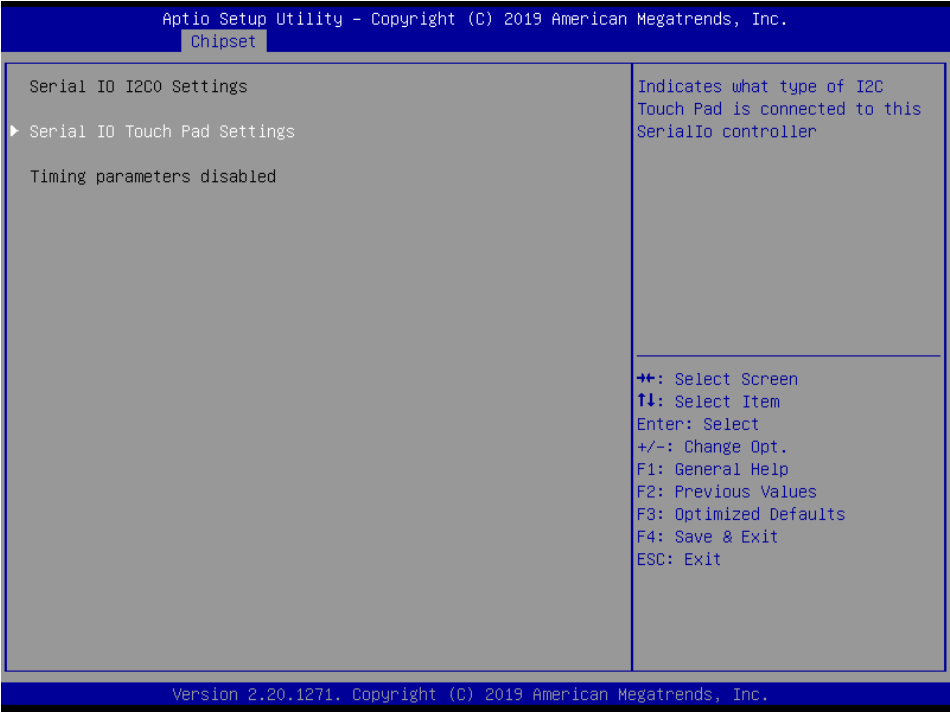 Aptio Setup Utility – Copyright (C) 2019 American Megatrends, Inc.
Chipset
Serial IO I2C0 Settings
Serial IO Touch Pad Settings
Timing parameters disabled
Indicates what type of I2C
Touch Pad is connected to this
SerialIo controller
→←: Select Screen
↑↓: Select Item
Enter: Select
+/-: Change Opt.
F1: General Help
F2: Previous Values
F3: Optimized Defaults
F4: Save & Exit
ESC: Exit
Version 2.20.1271. Copyright (C) 2019 American Megatrends, Inc.